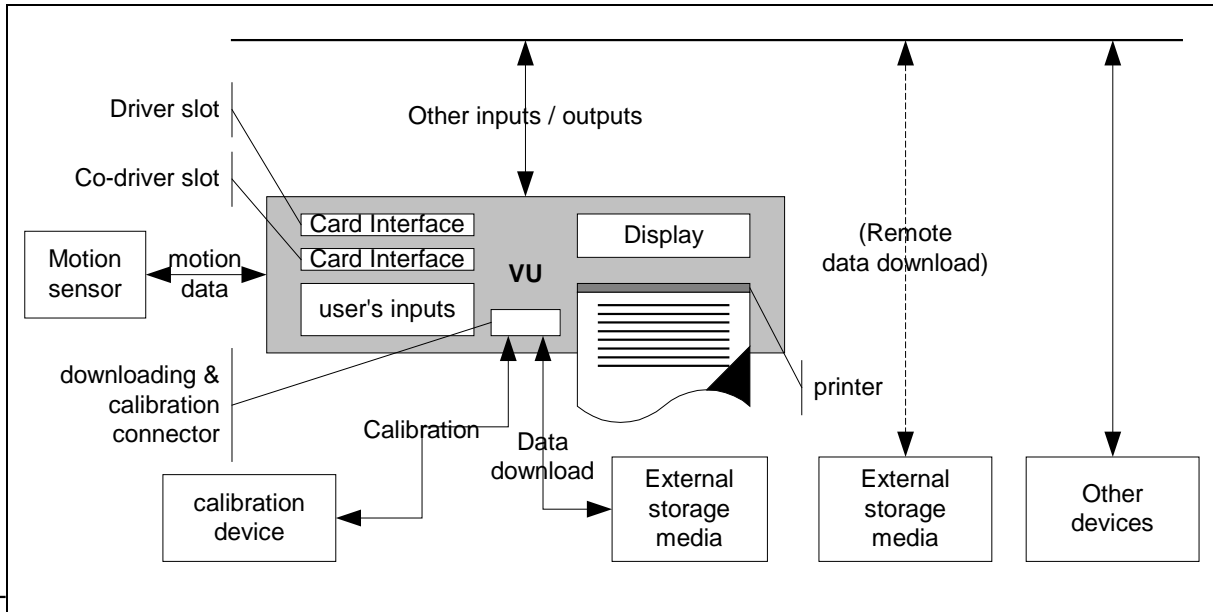 Driver slot
Other inputs / outputs
Co-driver slot
Card Interface
Card Interface
Display
VU
(Remote
data download)
Motion
sensor
motion
data
user's inputs
downloading &
calibration
connector
printer
Calibration
Data
download
calibration
device
External
storage
media
External
storage
media
Other
devices